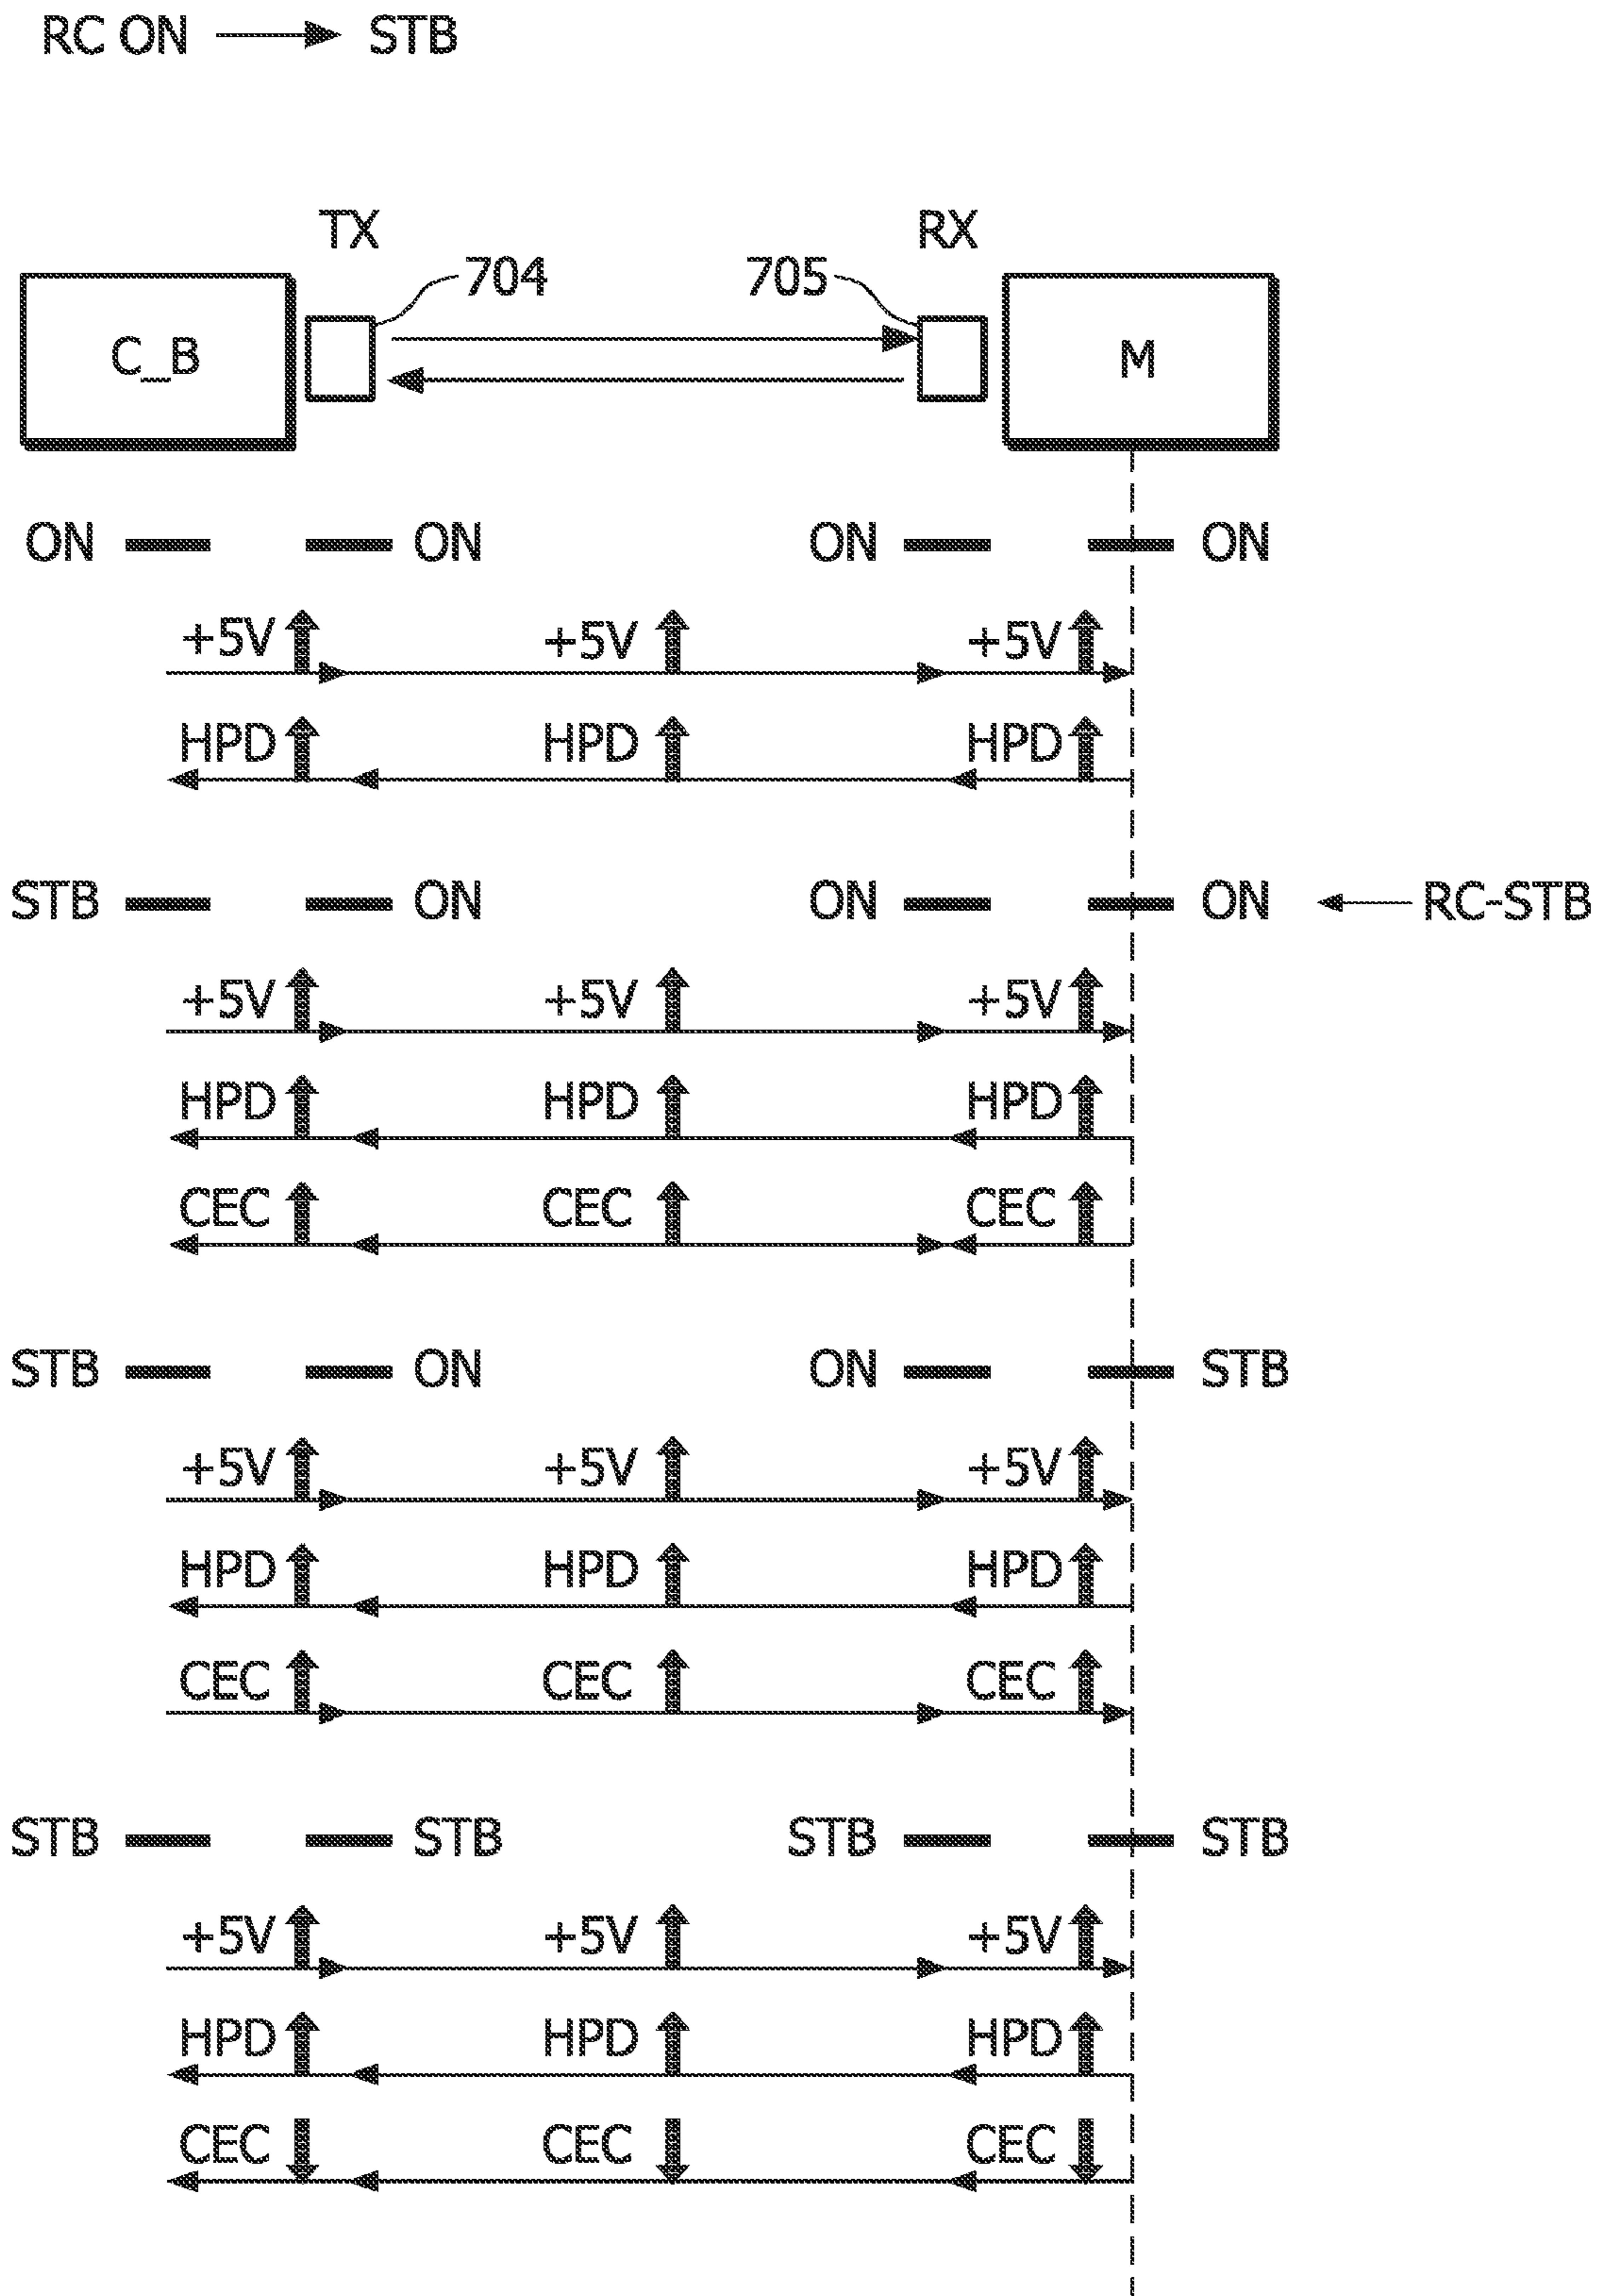 RC ON STB
TX RX
704 705
C_B M
ON ON ON ON
+5V +5V +5V
HPD HPD HPD
STB ON ON ON RC-STB
+5V +5V +5V
HPD HPD HPD
CEC CEC CEC
STB ON ON STB
+5V +5V +5V
HPD HPD HPD
CEC CEC CEC
STB STB STB STB
+5V +5V +5V
HPD HPD HPD
CEC CEC CEC